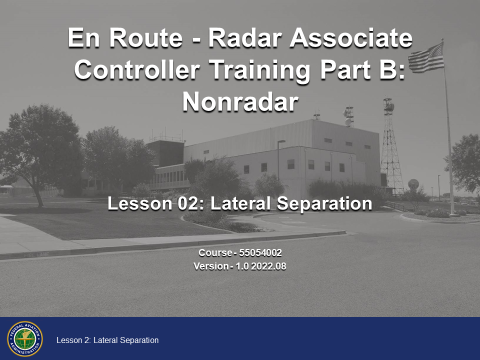 En Route - Radar Associate
Controller Training Part B:
Nonradar
Lesson 02: Lateral Separation
Course - 55054002
Version - 1.0 2022.08
Lesson 2: Lateral Separation